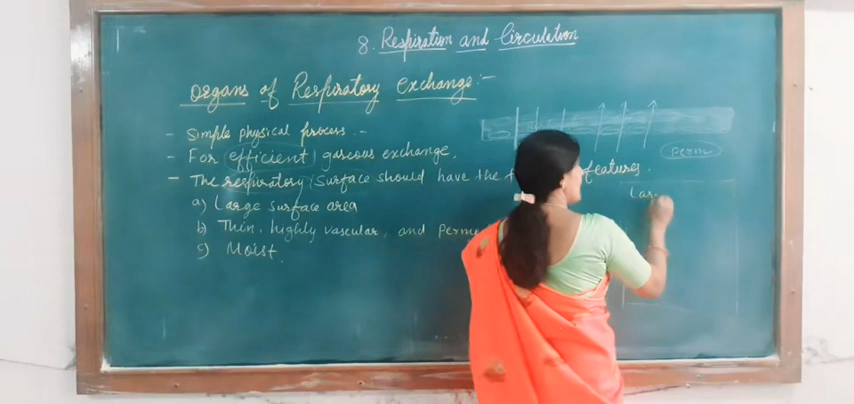 8. Respiration and Circulation
Organs of Respiratory exchange :-
- Simple physical process. -
- For efficient gaseous exchange.
- The respiratory surface should have the features.
a) Large surface area
b) Thin, highly vascular, and perme
c) Moist.
perm
Lar